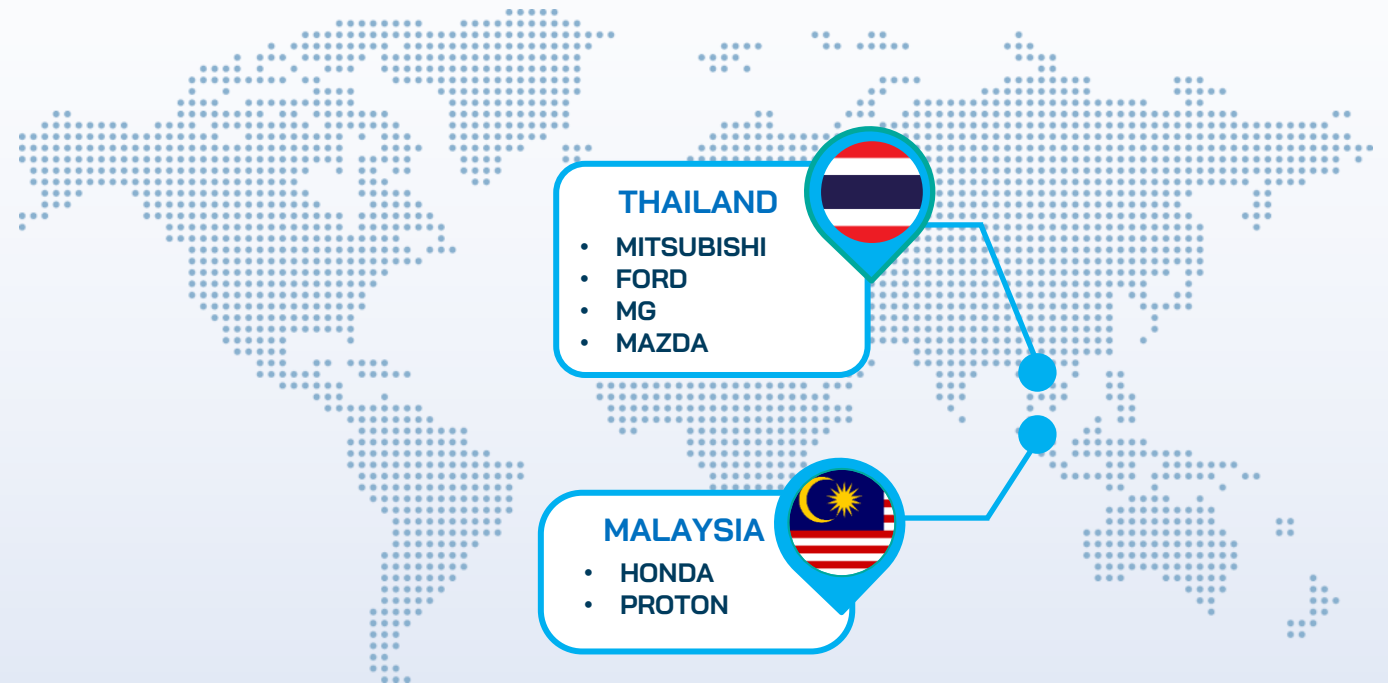 THAILAND
• MITSUBISHI
• FORD
• MG
• MAZDA
MALAYSIA
• HONDA
• PROTON